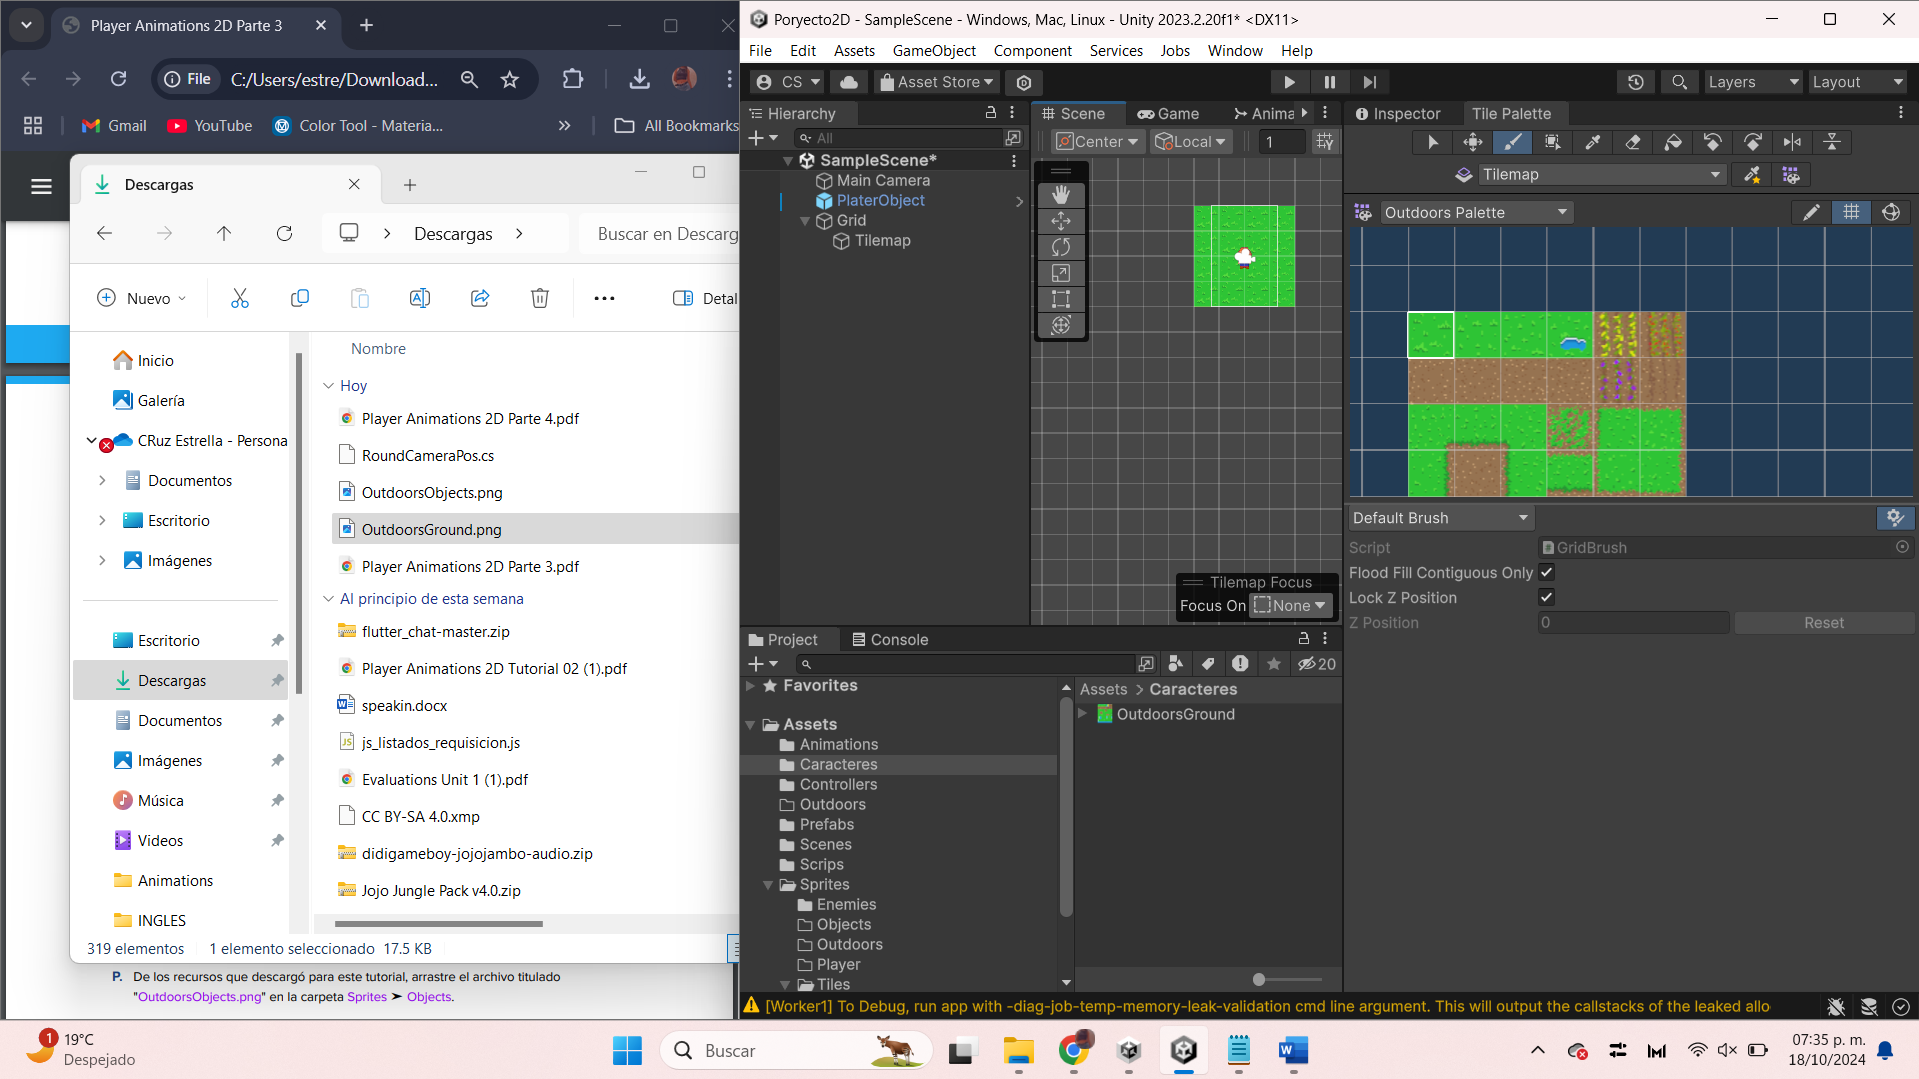 Player Animations 2D Parte 3
File
C:/Users/estre/Download...
Gmail
YouTube
Color Tool - Materia...
All Bookmarks
Descargas
Descargas
Buscar en Descarg
Nuevo
Detal
Inicio
Galería
CRuz Estrella - Persona
Documentos
Escritorio
Imágenes
Escritorio
Descargas
Documentos
Imágenes
Música
Videos
Animations
INGLES
Nombre
Hoy
Player Animations 2D Parte 4.pdf
RoundCameraPos.cs
OutdoorsObjects.png
OutdoorsGround.png
Player Animations 2D Parte 3.pdf
Al principio de esta semana
flutter_chat-master.zip
Player Animations 2D Tutorial 02 (1).pdf
speakin.docx
js_listados_requisicion.js
Evaluations Unit 1 (1).pdf
CC BY-SA 4.0.xmp
didigameboy-jojojambo-audio.zip
Jojo Jungle Pack v4.0.zip
319 elementos
1 elemento seleccionado 17.5 KB
P. De los recursos que descargó para este tutorial, arrastre el archivo titulado
"OutdoorsObjects.png" en la carpeta Sprites ➤ Objects.
Poryecto2D - SampleScene - Windows, Mac, Linux - Unity 2023.2.20f1* <DX11>
File Edit Assets GameObject Component Services Jobs Window Help
CS
Asset Store
Layers
Layout
Hierarchy
All
SampleScene*
Main Camera
PlaterObject
Grid
Tilemap
Scene
Game
Anima
Center
Local
1
Tilemap Focus
Focus On
None
Inspector
Tile Palette
Tilemap
Outdoors Palette
Default Brush
Script
GridBrush
Flood Fill Contiguous Only
Lock Z Position
Z Position
0
Reset
Project
Console
20
Favorites
Assets
Animations
Caracteres
Controllers
Outdoors
Prefabs
Scenes
Scrips
Sprites
Enemies
Objects
Outdoors
Player
Tiles
Assets > Caracteres
OutdoorsGround
[Worker1] To Debug, run app with -diag-job-temp-memory-leak-validation cmd line argument. This will output the callstacks of the leaked allo
1
19°C
Despejado
Buscar
07:35 p. m.
18/10/2024